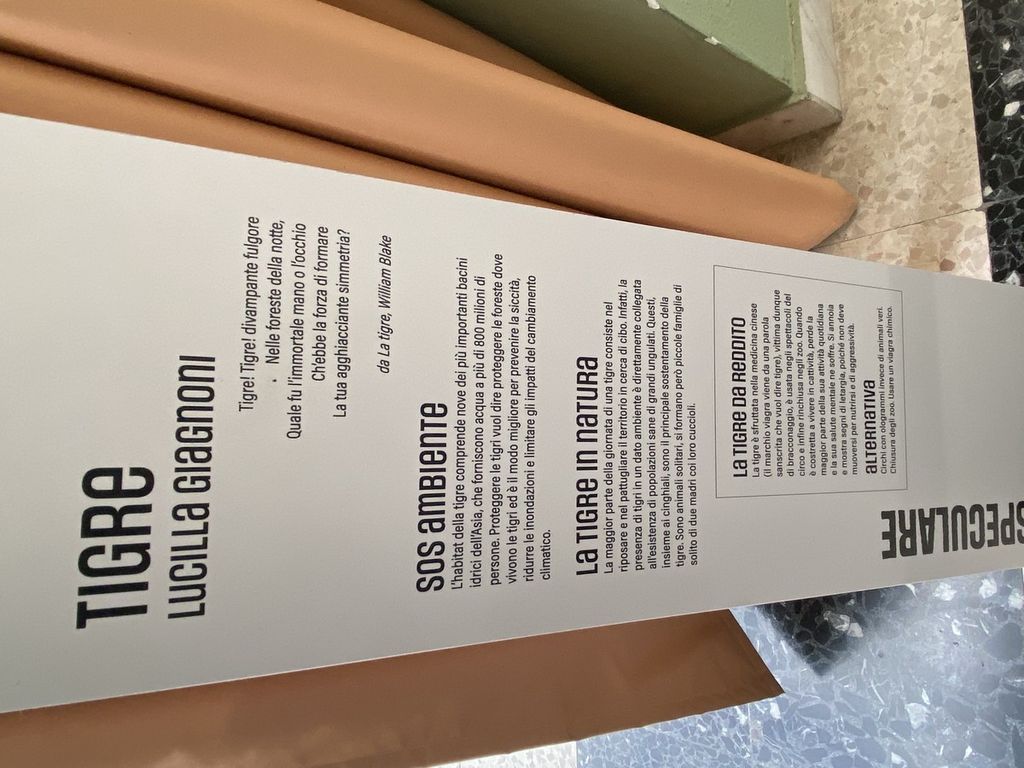 TIGRE
LUCILLA GIAGNONI
Tigre! Tigre! divampante fulgore
Nelle foreste della notte,
Quale fu l'immortale mano o l'occhio
Ch'ebbe la forza di formare
La tua agghiacciante simmetria?
da La tigre, William Blake
SOS AMBIENTE
L'habitat della tigre comprende nove dei più importanti bacini
idrici dell'Asia, che forniscono acqua a più di 800 milioni di
persone. Proteggere le tigri vuol dire proteggere le foreste dove
vivono le tigri ed è il modo migliore per prevenire la siccità,
ridurre le inondazioni e limitare gli impatti del cambiamento
climatico.
La TIGRE IN NATURA
La maggior parte della giornata di una tigre consiste nel
riposare e nel pattugliare il territorio in cerca di cibo. Infatti, la
presenza di tigri in un dato ambiente è direttamente collegata
all'esistenza di popolazioni sane di grandi ungulati. Questi,
insieme ai cinghiali, sono il principale sostentamento della
tigre. Sono animali solitari, si formano però piccole famiglie di
solito di due madri coi loro cuccioli.
La TIGRE Da REDDITO
La tigre è sfruttata nella medicina cinese
(il marchio viagra viene da una parola
sanscrita che vuol dire tigre), vittima dunque
di bracconaggio, è usata negli spettacoli del
circo e infine rinchiusa negli zoo. Quando
è costretta a vivere in cattività, perde la
maggior parte della sua attività quotidiana
e la sua salute mentale ne soffre. Si annoia
e mostra segni di letargia, poiché non deve
muoversi per nutrirsi e di aggressività.
aLTERNATIVA
Circhi con ologrammi invece di animali veri.
Chiusura degli zoo. Usare un viagra chimico.
SPECULARE